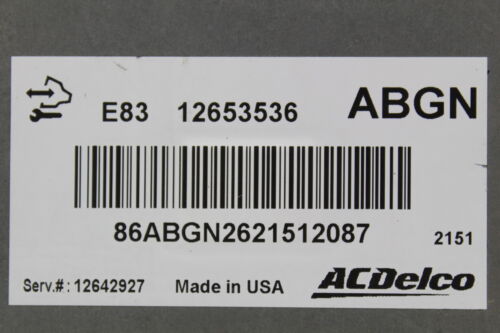 E83 12653536 ABGN
86ABGN2621512087
2151
Serv.#: 12642927 Made in USA ACDelco